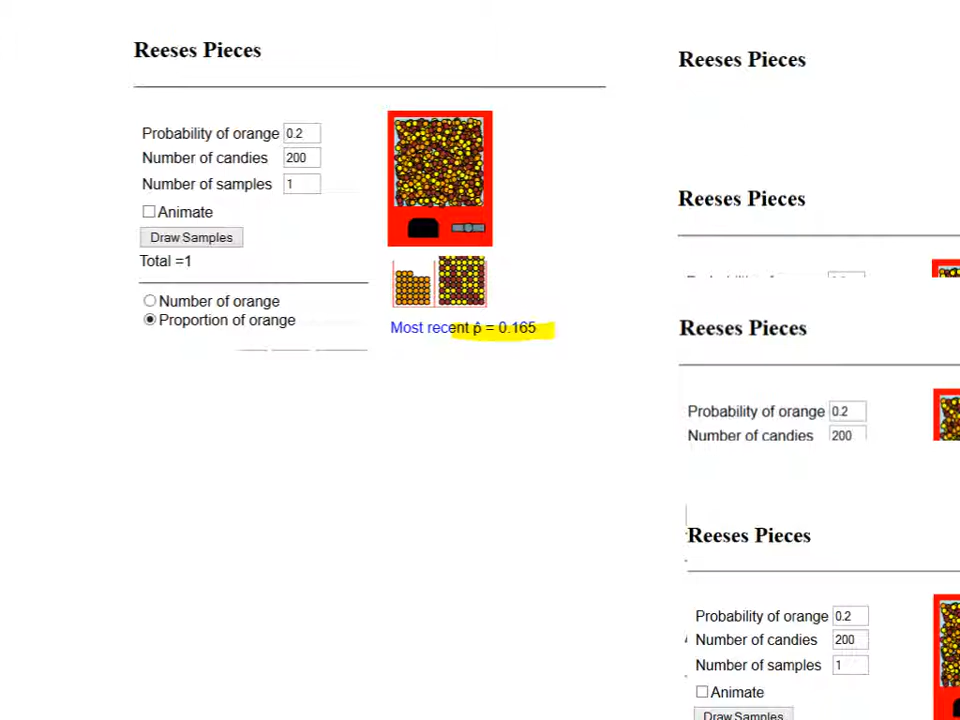 Reeses Pieces
Probability of orange 0.2
Number of candies 200
Number of samples 1
Animate
Draw Samples
Total =1
Number of orange
Proportion of orange
Most recent p̂ = 0.165
Reeses Pieces
Reeses Pieces
Reeses Pieces
Probability of orange 0.2
Number of candies 200
Reeses Pieces
Probability of orange 0.2
Number of candies 200
Number of samples 1
Animate
Draw Samples